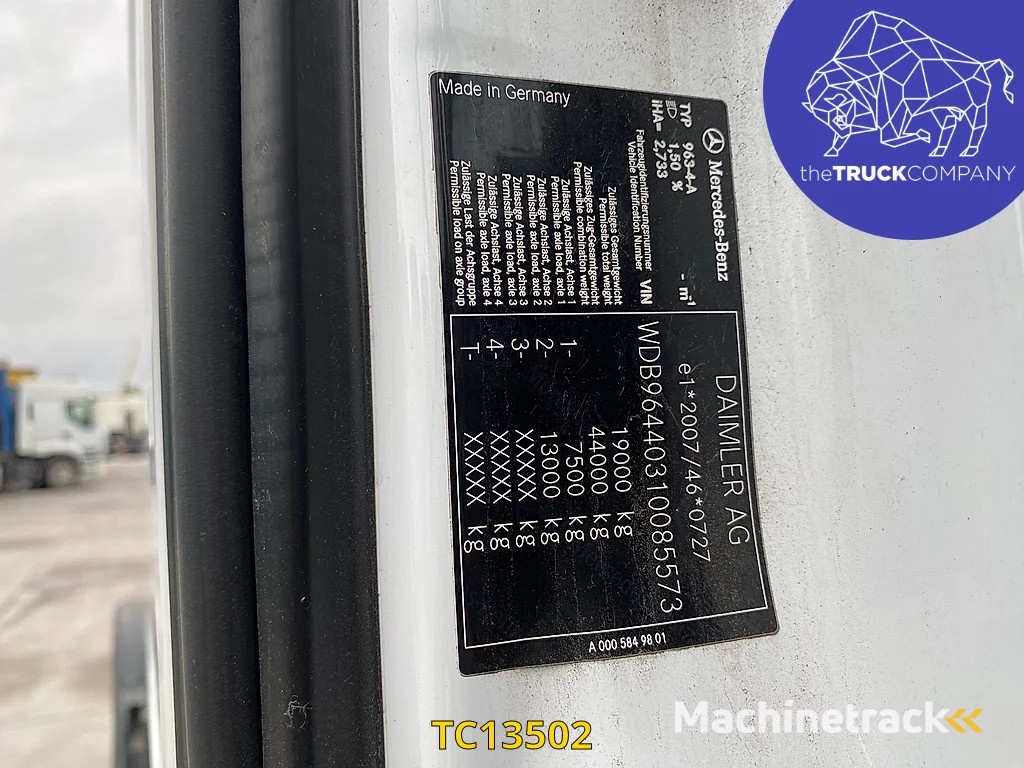 Mercedes-Benz
DAIMLER AG
TYP 963-4-A - m⁻¹
e1*2007/46*0727
1,50 %
iHA= 2,733
Fahrzeugidentifizierungsnummer
Vehicle Identification Number VIN
WDB96440310085573
Zulässiges Gesamtgewicht
Permissible total weight 19000 kg
Zulässiges Zug-Gesamtgewicht
Permissible combination weight 44000 kg
Zulässige Achslast, Achse 1
Permissible axle load, axle 1 1- 7500 kg
Zulässige Achslast, Achse 2
Permissible axle load, axle 2 2- 13000 kg
Zulässige Achslast, Achse 3
Permissible axle load, axle 3 3- XXXXX kg
Zulässige Achslast, Achse 4
Permissible axle load, axle 4 4- XXXXX kg
Zulässige Last der Achsgruppe
Permissible load on axle group T- XXXXX kg
Made in Germany
A 000 584 98 01
theTRUCKCOMPANY
Machinetrack
TC13502